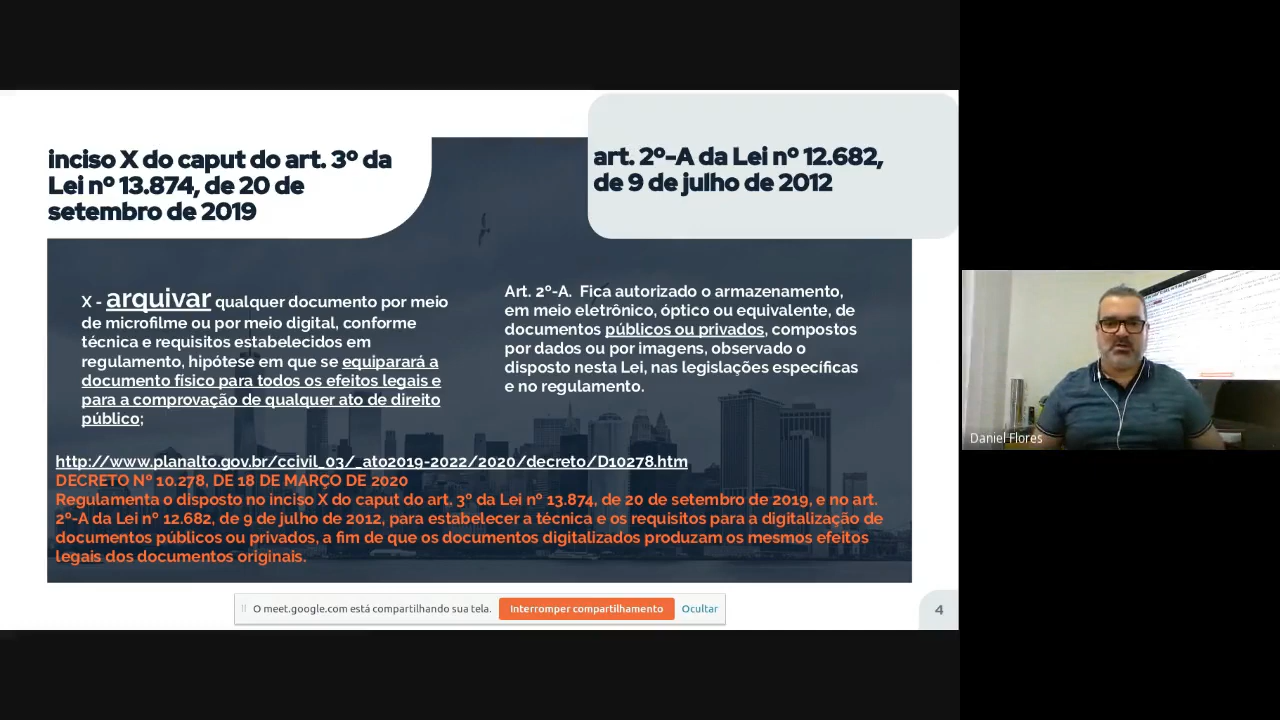 inciso X do caput do art. 3º da
Lei nº 13.874, de 20 de
setembro de 2019
art. 2º-A da Lei nº 12.682,
de 9 de julho de 2012
X - arquivar qualquer documento por meio
de microfilme ou por meio digital, conforme
técnica e requisitos estabelecidos em
regulamento, hipótese em que se equiparará a
documento físico para todos os efeitos legais e
para a comprovação de qualquer ato de direito
público;
Art. 2º-A. Fica autorizado o armazenamento,
em meio eletrônico, óptico ou equivalente, de
documentos públicos ou privados, compostos
por dados ou por imagens, observado o
disposto nesta Lei, nas legislações específicas
e no regulamento.
http://www.planalto.gov.br/ccivil_03/_ato2019-2022/2020/decreto/D10278.htm
DECRETO Nº 10.278, DE 18 DE MARÇO DE 2020
Regulamenta o disposto no inciso X do caput do art. 3º da Lei nº 13.874, de 20 de setembro de 2019, e no art.
2º-A da Lei nº 12.682, de 9 de julho de 2012, para estabelecer a técnica e os requisitos para a digitalização de
documentos públicos ou privados, a fim de que os documentos digitalizados produzam os mesmos efeitos
legais dos documentos originais.
O meet.google.com está compartilhando sua tela.
Interromper compartilhamento
Ocultar
4
Daniel Flores